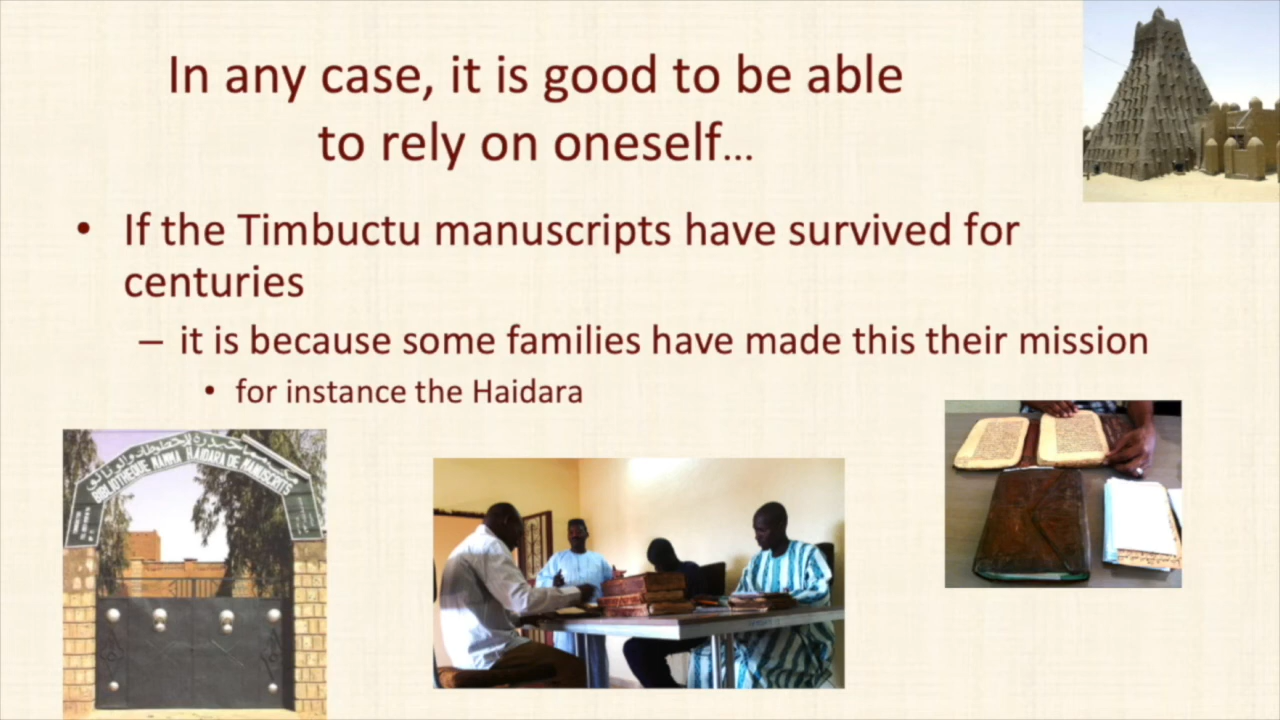 In any case, it is good to be able
to rely on oneself...
• If the Timbuctu manuscripts have survived for
centuries
– it is because some families have made this their mission
• for instance the Haidara
BIBLIOTHEQUE MAMMA HAIDARA DE MANUSCRITS